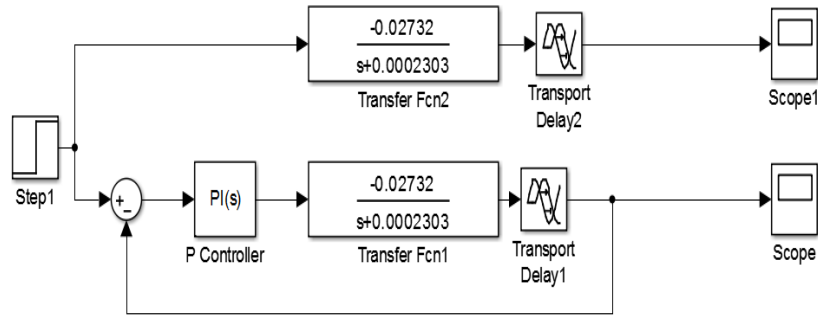 -0.02732
s+0.0002303
Transfer Fcn2
Transport
Delay2
Scope1
Step1
+
−
PI(s)
P Controller
-0.02732
s+0.0002303
Transfer Fcn1
Transport
Delay1
Scope